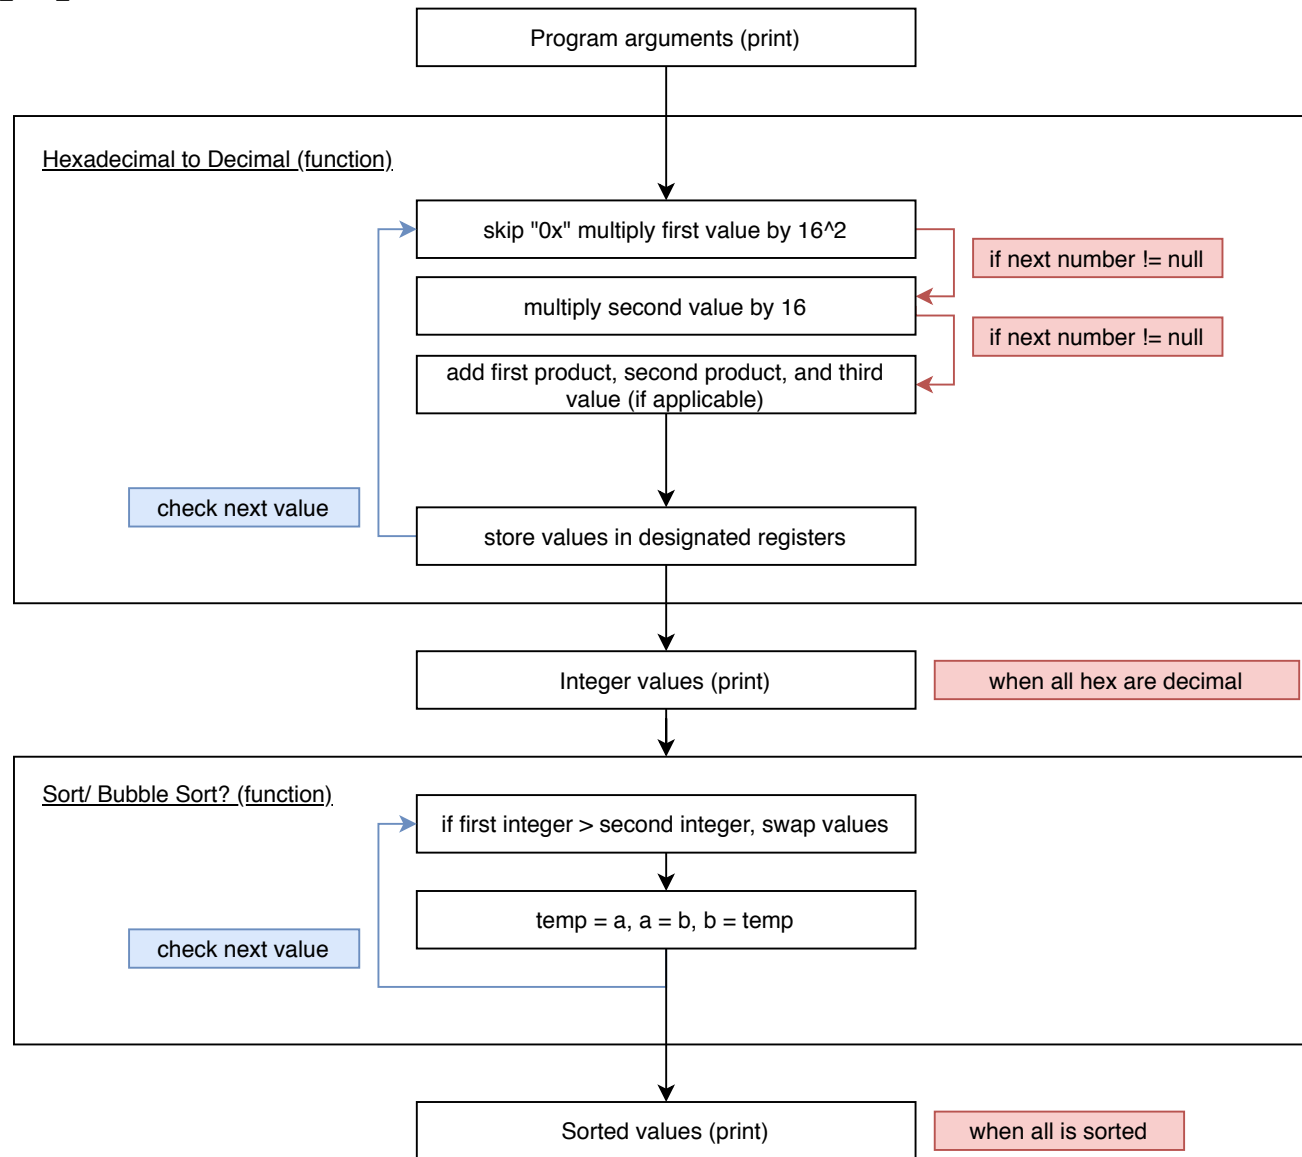 Program arguments (print)
Hexadecimal to Decimal (function)
skip "0x" multiply first value by 16^2
if next number != null
multiply second value by 16
if next number != null
add first product, second product, and third
value (if applicable)
check next value
store values in designated registers
Integer values (print)
when all hex are decimal
Sort/ Bubble Sort? (function)
if first integer > second integer, swap values
temp = a, a = b, b = temp
check next value
Sorted values (print)
when all is sorted